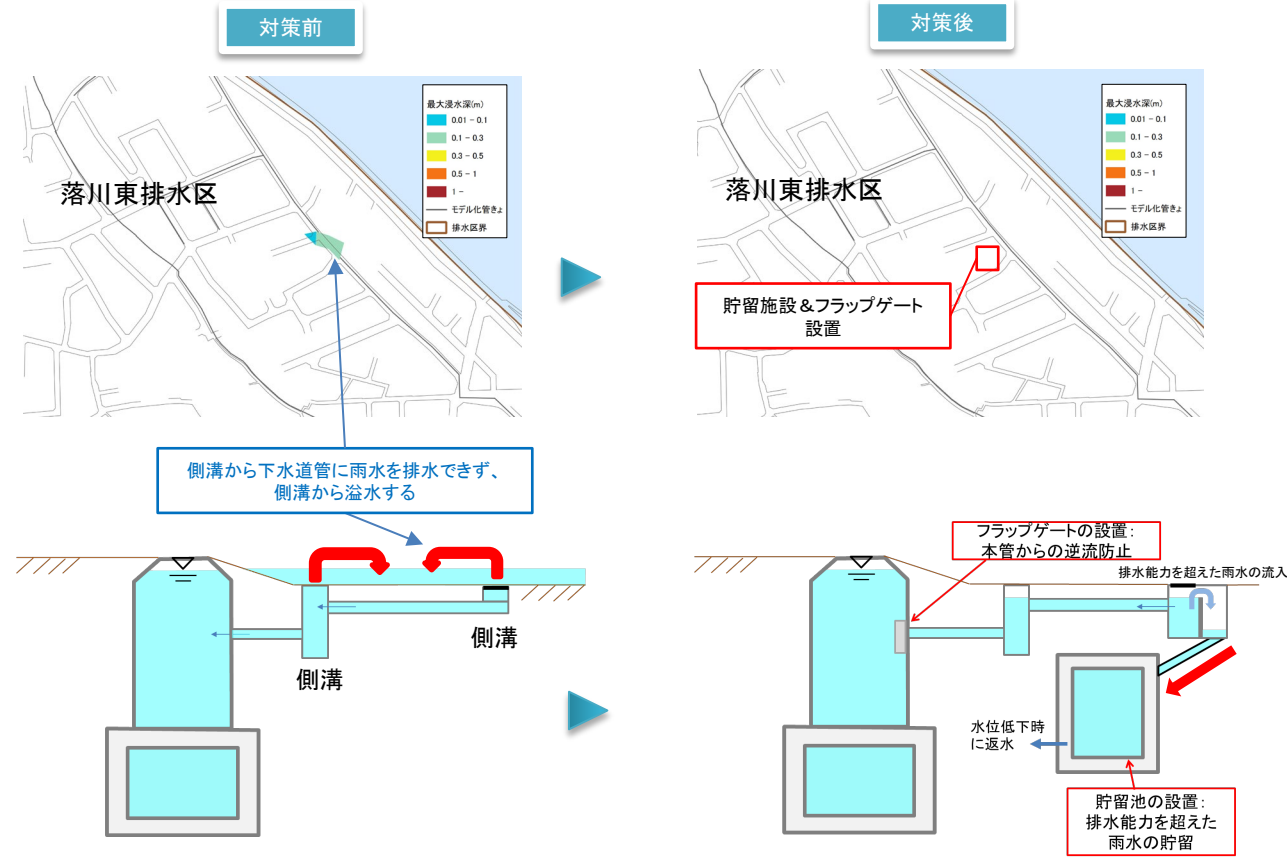 対策前
対策後
最大浸水深(m)
0.01 - 0.1
0.1 - 0.3
0.3 - 0.5
0.5 - 1
1 -
モデル化管きょ
排水区界
落川東排水区
最大浸水深(m)
0.01 - 0.1
0.1 - 0.3
0.3 - 0.5
0.5 - 1
1 -
モデル化管きょ
排水区界
落川東排水区
貯留施設&フラップゲート
設置
側溝から下水道管に雨水を排水できず、
側溝から溢水する
側溝
側溝
フラップゲートの設置:
本管からの逆流防止
排水能力を超えた雨水の流入
水位低下時
に返水
貯留池の設置:
排水能力を超えた
雨水の貯留